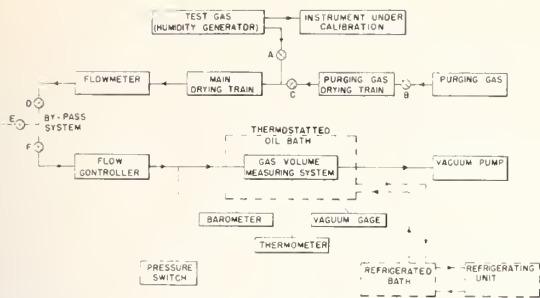 TEST GAS
(HUMIDITY GENERATOR)
INSTRUMENT UNDER
CALIBRATION
A
FLOWMETER
MAIN
DRYING TRAIN
C
PURGING GAS
DRYING TRAIN
B
PURGING GAS
D
E
BY-PASS
SYSTEM
F
THERMOSTATTED
OIL BATH
FLOW
CONTROLLER
GAS VOLUME
MEASURING SYSTEM
VACUUM PUMP
BAROMETER
VACUUM GAGE
THERMOMETER
PRESSURE
SWITCH
REFRIGERATED
BATH
REFRIGERATING
UNIT